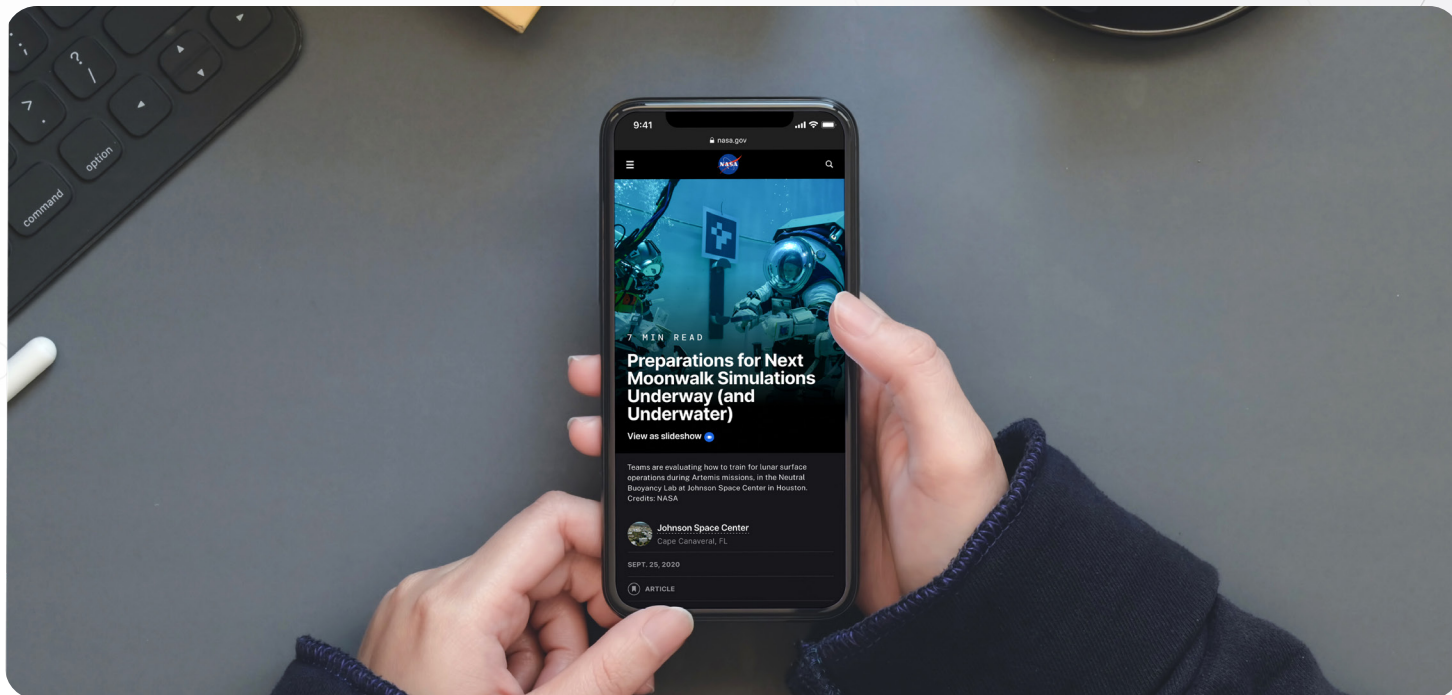 ?
/
>
.
option
command
9:41
nasa.gov
NASA
7 MIN READ
Preparations for Next
Moonwalk Simulations
Underway (and
Underwater)
View as slideshow
Teams are evaluating how to train for lunar surface
operations during Artemis missions, in the Neutral
Buoyancy Lab at Johnson Space Center in Houston.
Credits: NASA
Johnson Space Center
Cape Canaveral, FL
SEPT. 25, 2020
ARTICLE